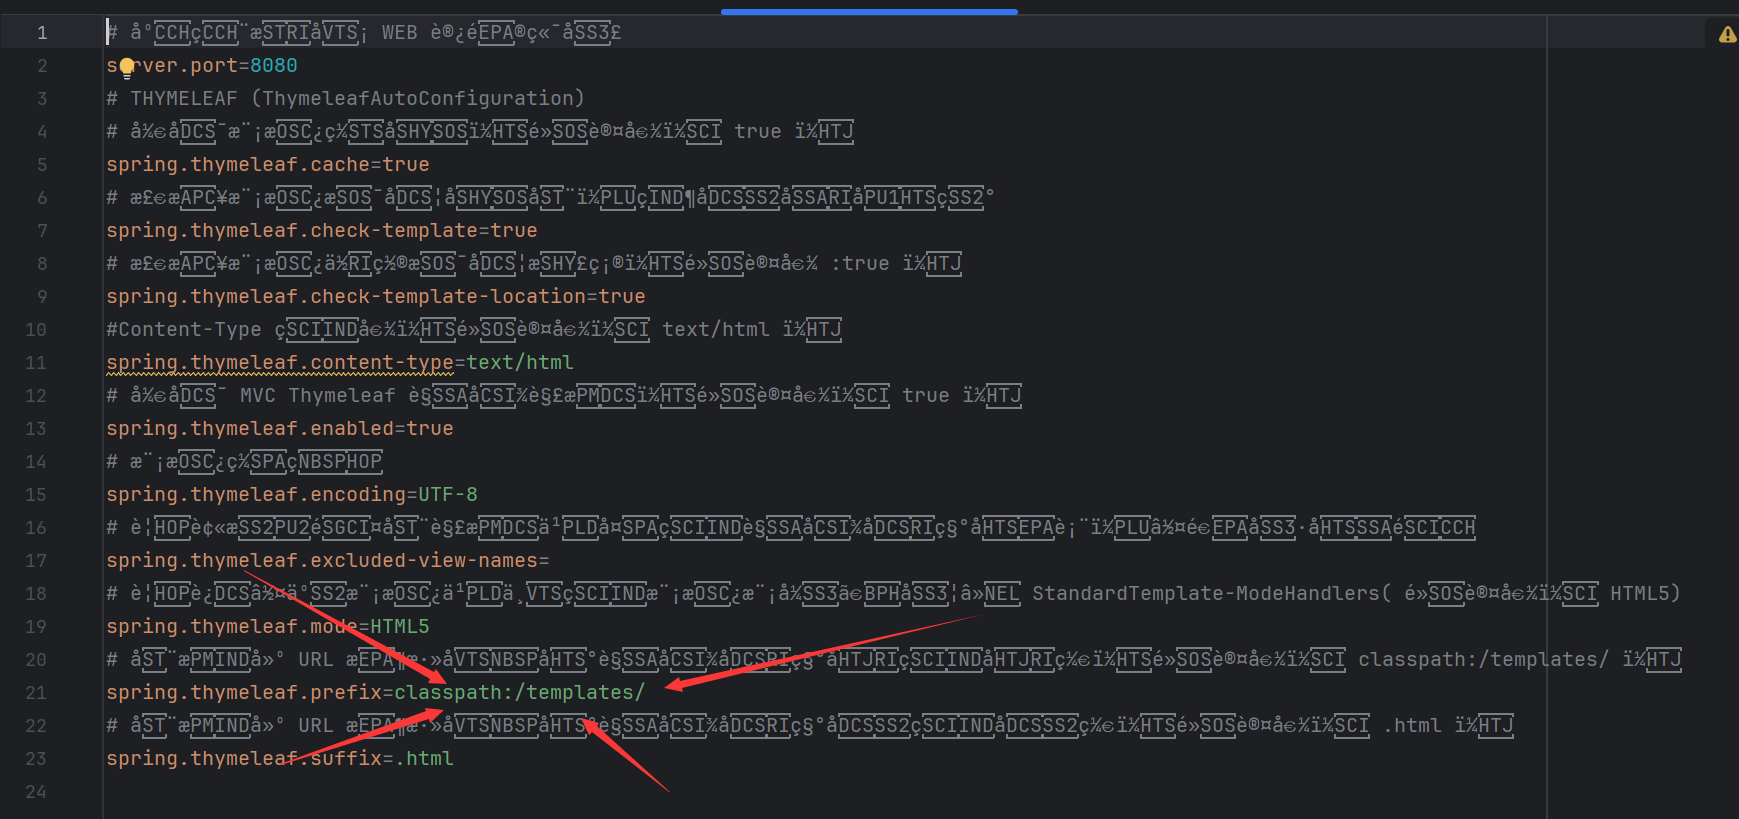 1 # åºCCHçCCH¨æSTRIåVTS¡ WEB è®¿éEPA®ç«¯åSS3£
2 server.port=8080
3 # THYMELEAF (ThymeleafAutoConfiguration)
4 # å¼€åDCS¯æ¨¡æOSC¿ç¼STSåSHYSOSï¼HTSé»SOSè®¤å€¼ï¼SCI true ï¼HTJ
5 spring.thymeleaf.cache=true
6 # æ£€æAPC¥æ¨¡æOSC¿æSOS¯åDCS¦åSHYSOSåST¨ï¼PLUçIND¶åDCSSS2åSSARIåPU1HTSçSS2°
7 spring.thymeleaf.check-template=true
8 # æ£€æAPC¥æ¨¡æOSC¿ä½RIç½®æSOS¯åDCS¦æSHY£ç¡®ï¼HTSé»SOSè®¤å€¼ :true ï¼HTJ
9 spring.thymeleaf.check-template-location=true
10 #Content-Type çSCIINDå€¼ï¼HTSé»SOSè®¤å€¼ï¼SCI text/html ï¼HTJ
11 spring.thymeleaf.content-type=text/html
12 # å¼€åDCS¯ MVC Thymeleaf è§SSAåCSI¾è§£æPMDCSï¼HTSé»SOSè®¤å€¼ï¼SCI true ï¼HTJ
13 spring.thymeleaf.enabled=true
14 # æ¨¡æOSC¿ç¼SPAçNBSPHOP
15 spring.thymeleaf.encoding=UTF-8
16 # è¦HOPè¢«æSS2PU2éSGCI¤åST¨è§£æPMDCSä¹PLDå¤SPAçSCIINDè§SSAåCSI¾åDCSRIç§°åHTSEPAè¡¨ï¼PLUâ½¤é€EPAåSS3·åHTSSSAéSCICCH
17 spring.thymeleaf.excluded-view-names=
18 # è¦HOPè¿DCSâ½¤äºSS2æ¨¡æOSC¿ä¹PLDä¸VTSçSCIINDæ¨¡æOSC¿æ¨¡å¼SS3ã€BPHåSS3¦â»NEL StandardTemplate-ModeHandlers( é»SOSè®¤å€¼ï¼SCI HTML5)
19 spring.thymeleaf.mode=HTML5
20 # åST¨æPMINDå»º URL æEPA¶æ·»åVTSNBSPåHTS°è§SSAåCSI¾åDCSRIç§°åHTJRIçSCIINDåHTJRIç¼€ï¼HTSé»SOSè®¤å€¼ï¼SCI classpath:/templates/ ï¼HTJ
21 spring.thymeleaf.prefix=classpath:/templates/
22 # åST¨æPMINDå»º URL æEPA¶æ·»åVTSNBSPåHTS°è§SSAåCSI¾åDCSRIç§°åDCSSS2çSCIINDåDCSSS2ç¼€ï¼HTSé»SOSè®¤å€¼ï¼SCI .html ï¼HTJ
23 spring.thymeleaf.suffix=.html
24